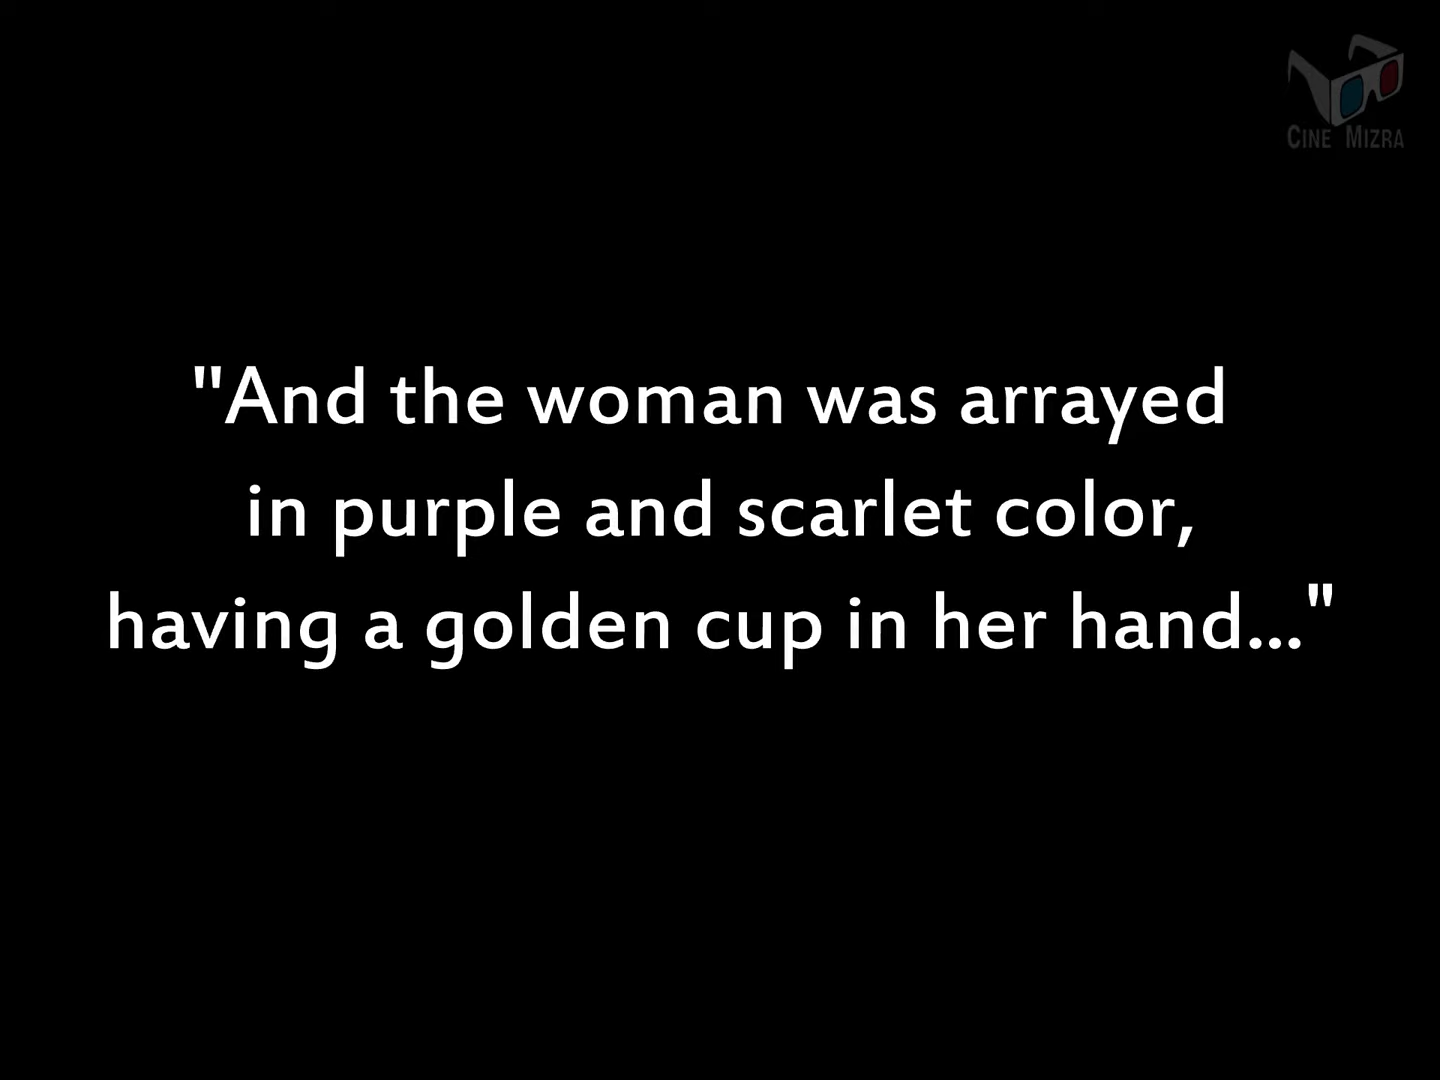 CINE MIZRA
"And the woman was arrayed
in purple and scarlet color,
having a golden cup in her hand..."